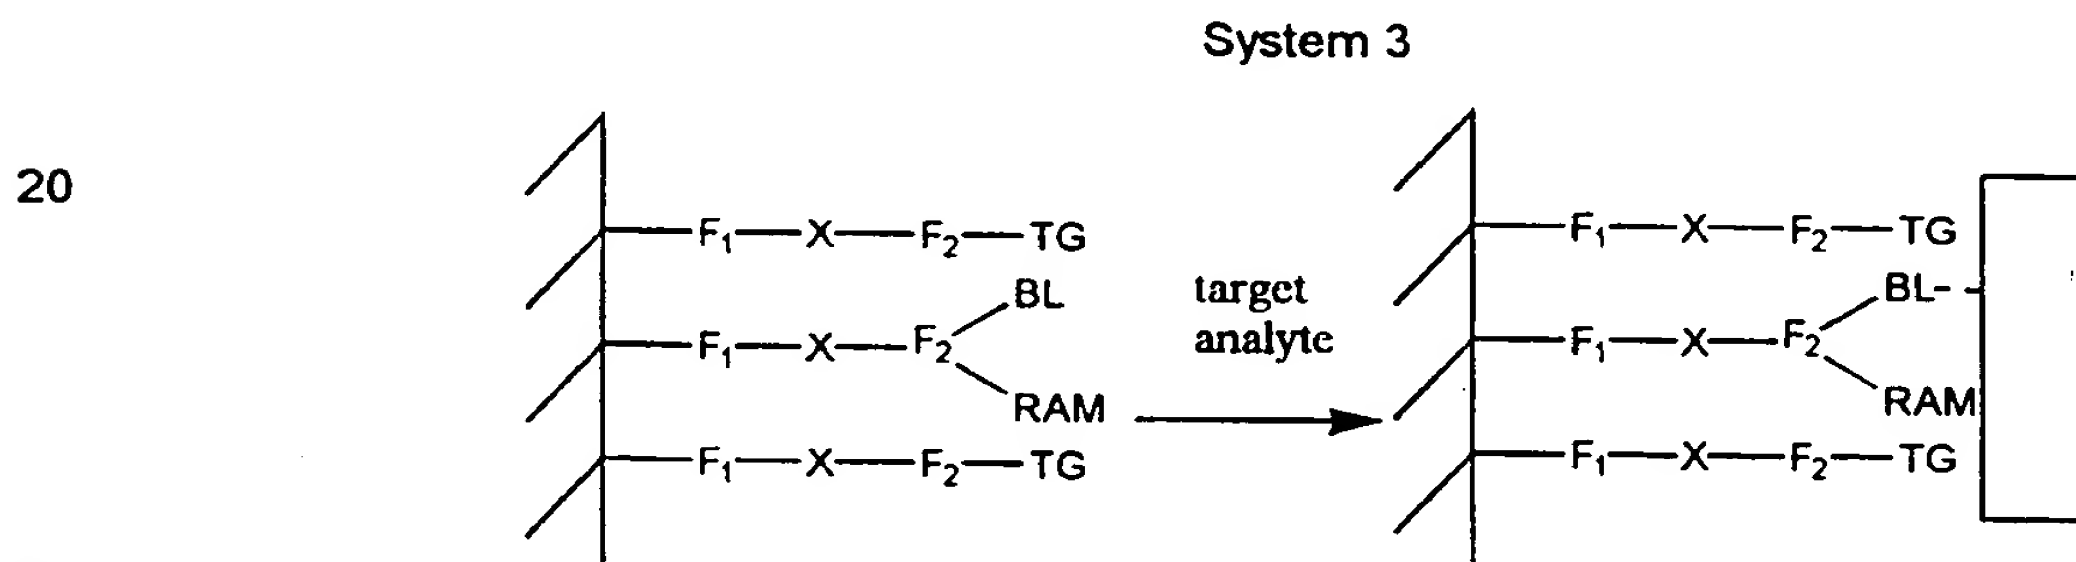 System 3
20
F₁—X—F₂—TG
BL
F₁—X—F₂
RAM
F₁—X—F₂—TG
target
analyte
F₁—X—F₂—TG
BL-
F₁—X—F₂
RAM
F₁—X—F₂—TG